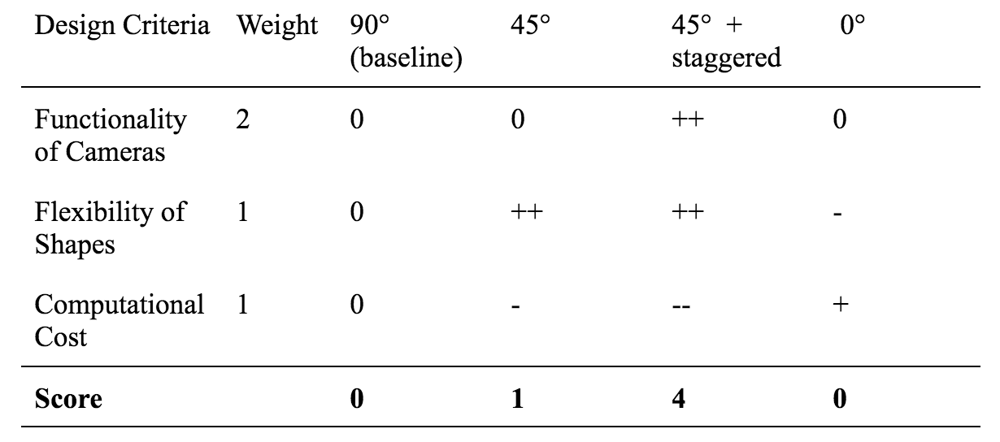 Design Criteria Weight 90° 45° 45° + 0°
(baseline) staggered
Functionality 2 0 0 ++ 0
of Cameras
Flexibility of 1 0 ++ ++ -
Shapes
Computational 1 0 - -- +
Cost
Score 0 1 4 0